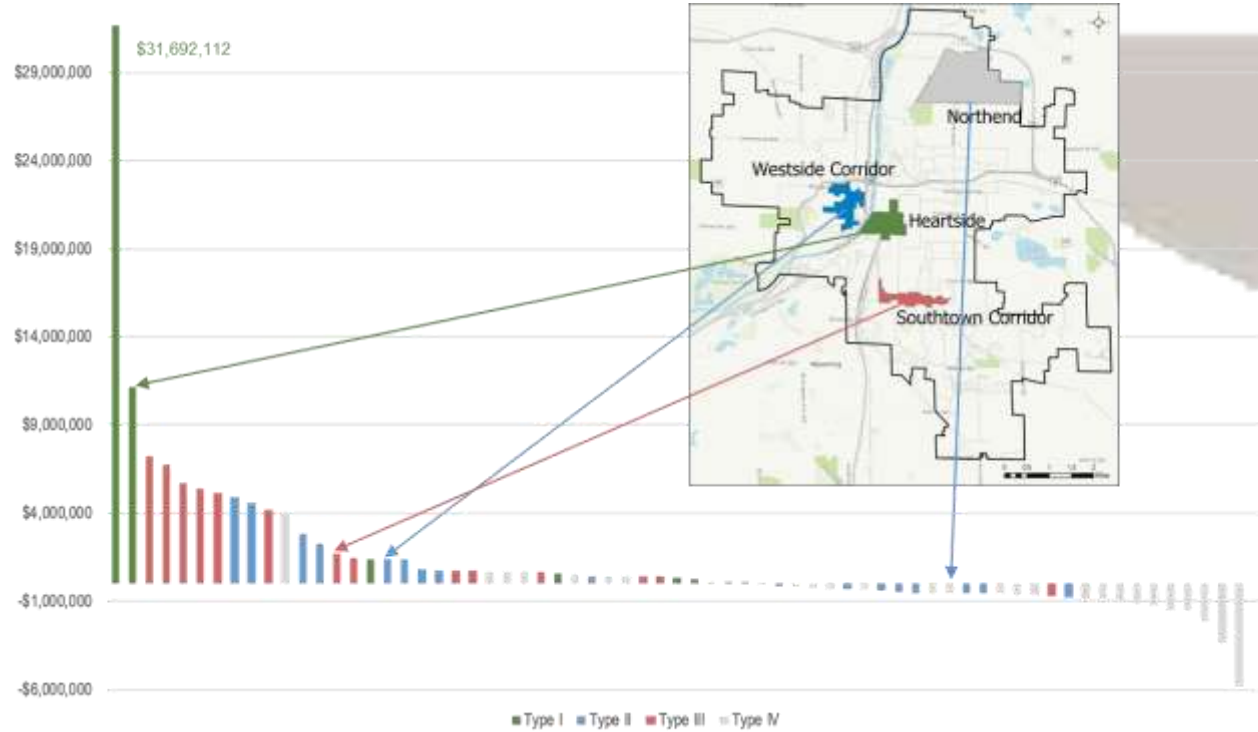 $31,692,112
$29,000,000
$24,000,000
$19,000,000
$14,000,000
$9,000,000
$4,000,000
-$1,000,000
-$6,000,000
Northend
Westside Corridor
Heartside
Southtown Corridor
Type I Type II Type III Type IV